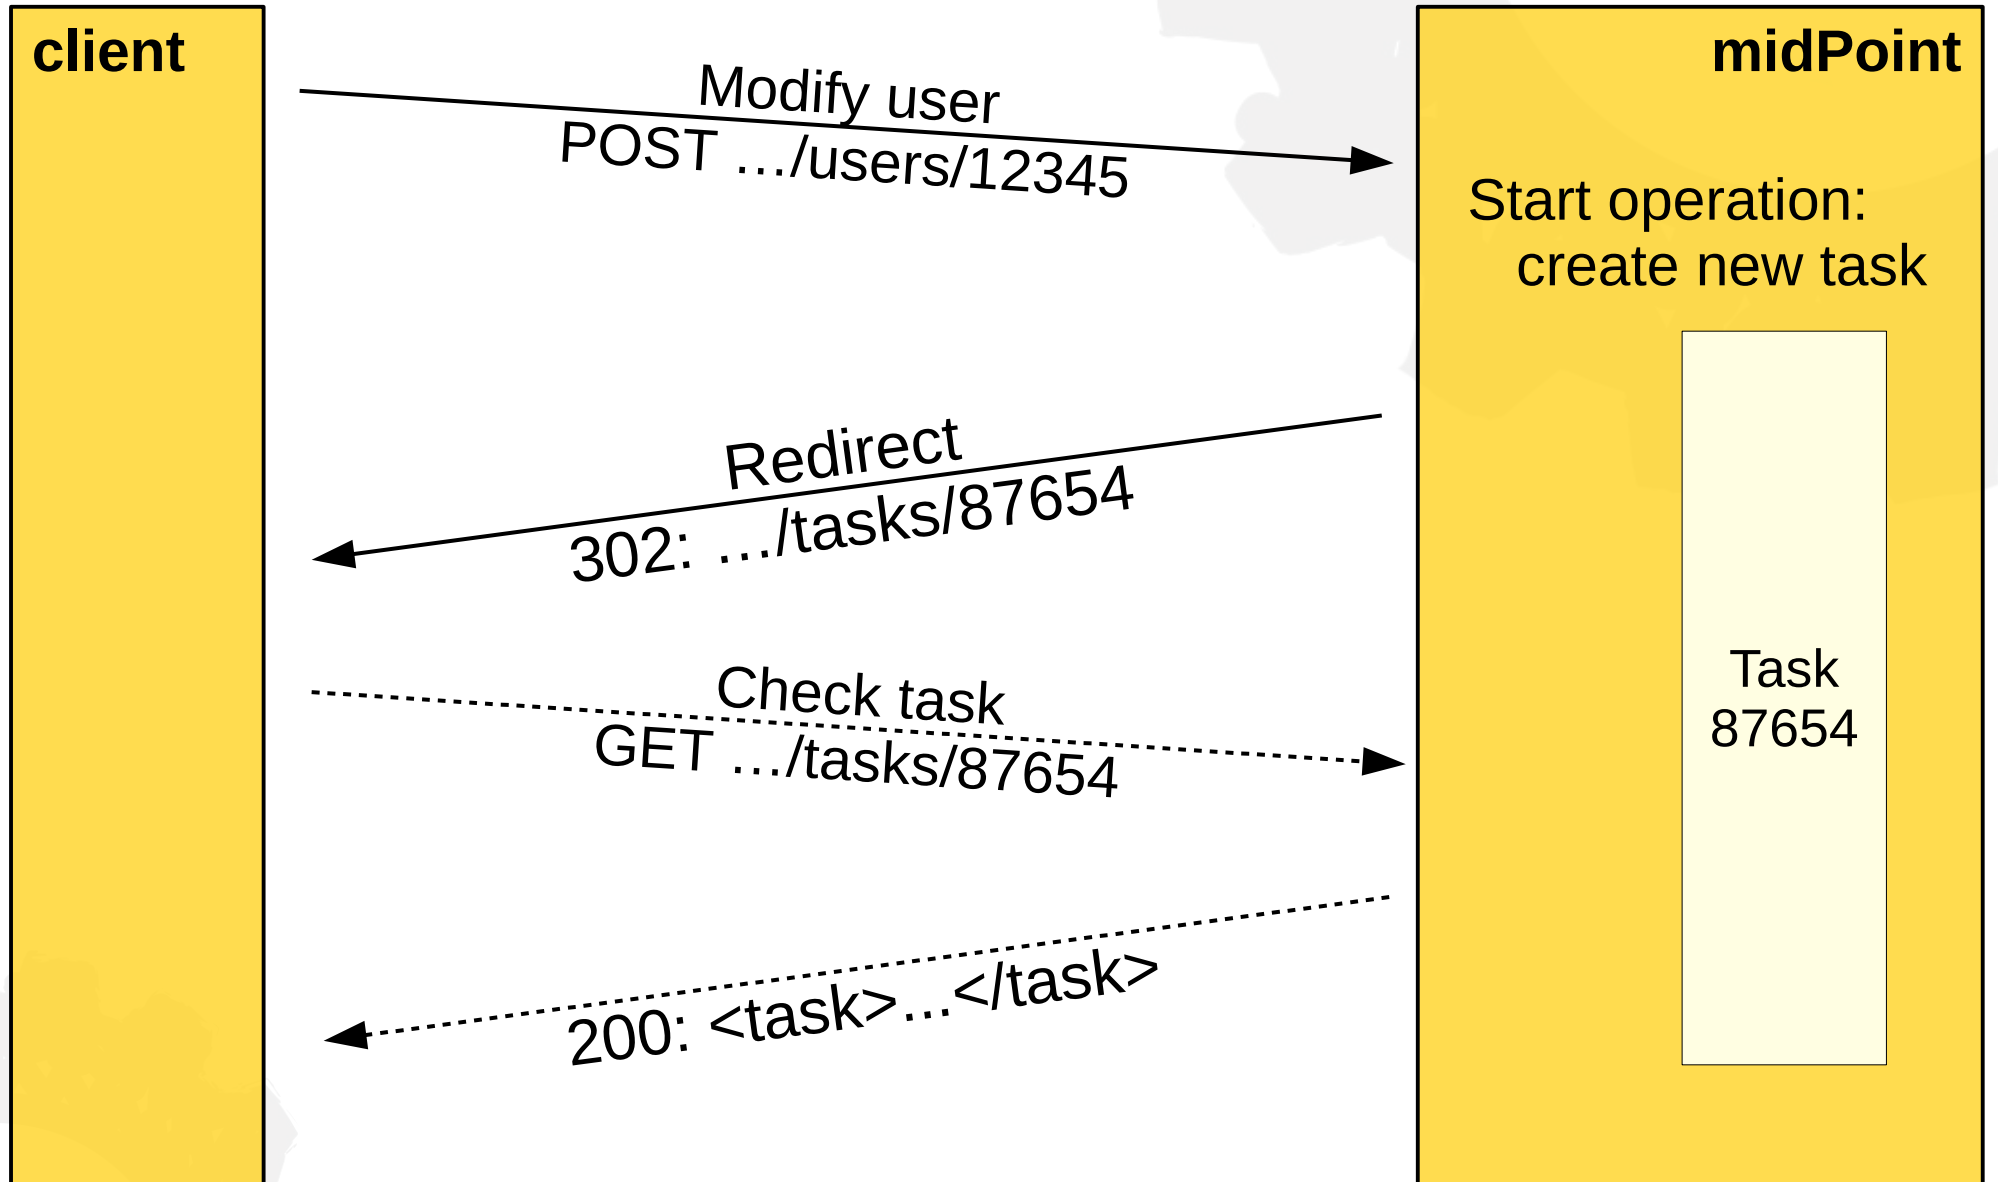 client
midPoint
Modify user
POST …/users/12345
Start operation:
create new task
Redirect
302: …/tasks/87654
Check task
GET …/tasks/87654
Task
87654
200: <task>...</task>